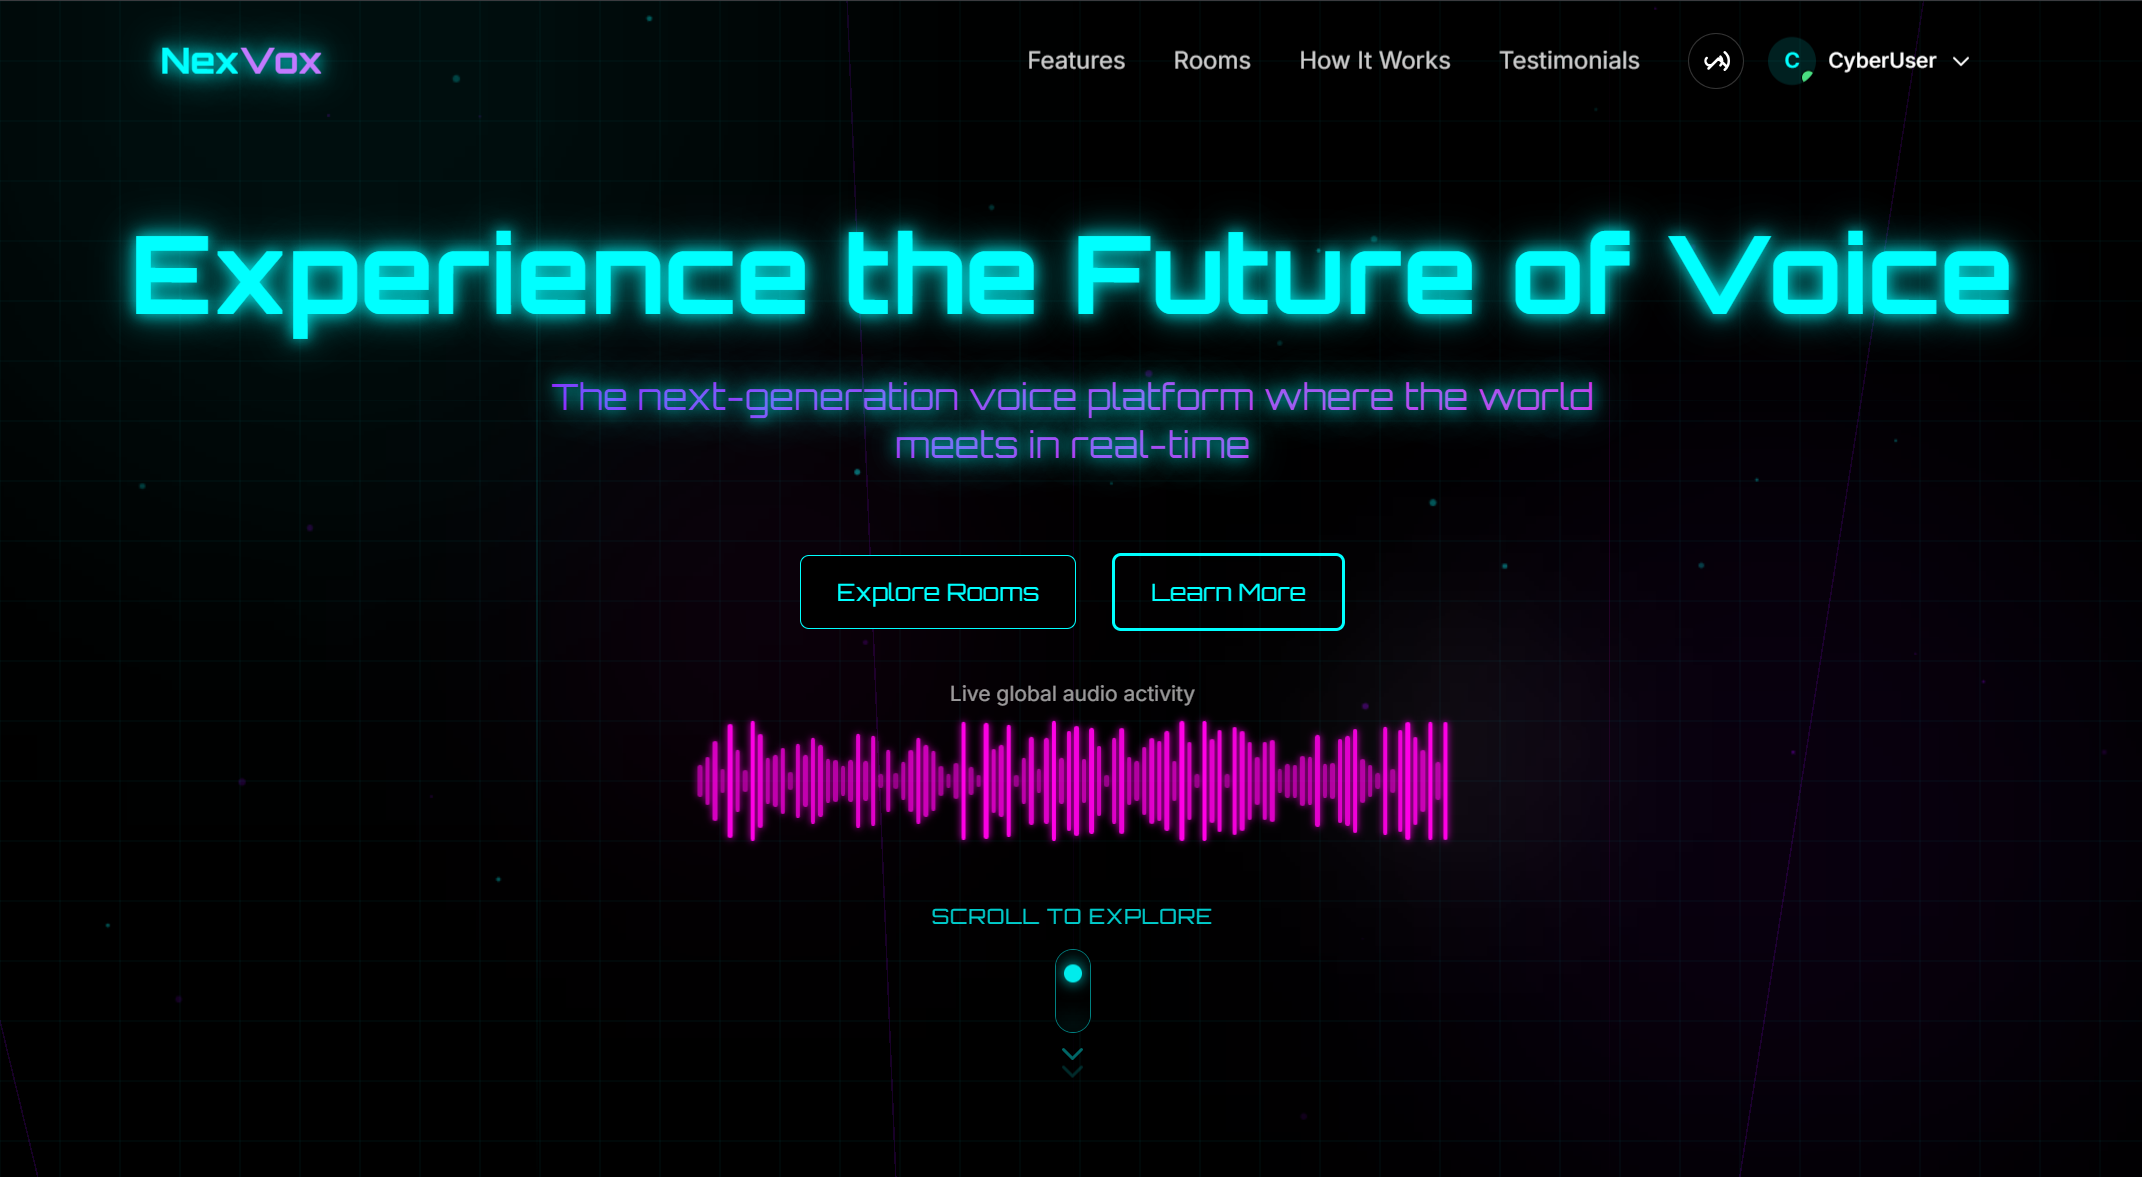 NexVox
Features
Rooms
How It Works
Testimonials
C
CyberUser
Experience the Future of Voice
The next-generation voice platform where the world
meets in real-time
Explore Rooms
Learn More
Live global audio activity
SCROLL TO EXPLORE